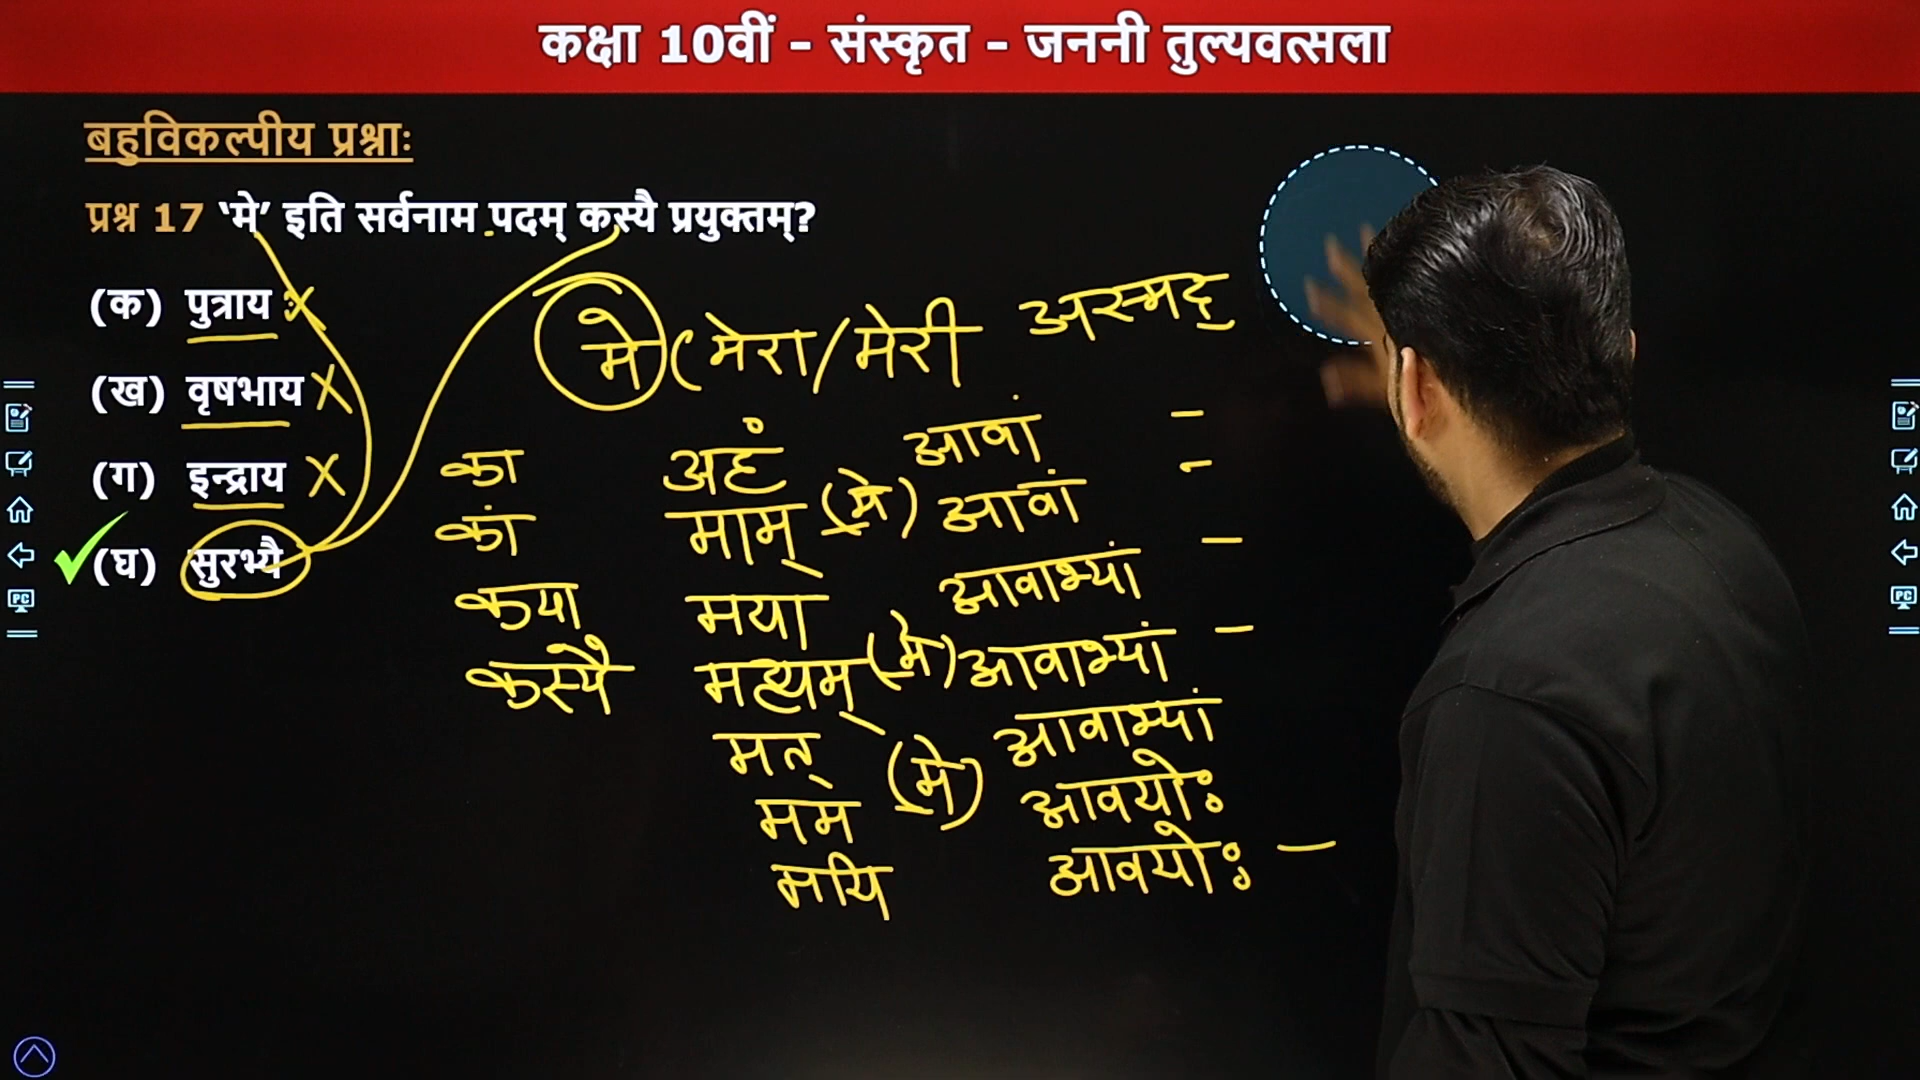 कक्षा 10वीं - संस्कृत - जननी तुल्यवत्सला
बहुविकल्पीय प्रश्नाः
प्रश्न 17 ‘मे’ इति सर्वनाम पदम् कस्यै प्रयुक्तम्?
(क) पुत्राय
(ख) वृषभाय
(ग) इन्द्राय
(घ) सुरभ्यै
मे (मेरा/मेरी अस्मद्
का अहं आवां -
कां माम् (मे) आवां -
कया मया आवाभ्यां -
कस्यै मह्यम् (मे) आवाभ्यां -
मत् आवाभ्यां
मम (मे) आवयोः
मयि आवयोः -
PC
PC